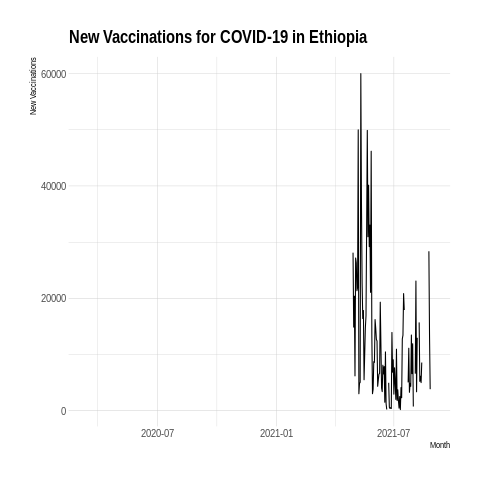 New Vaccinations for COVID-19 in Ethiopia
New Vaccinations
60000
40000
20000
0
2020-07
2021-01
2021-07
Month